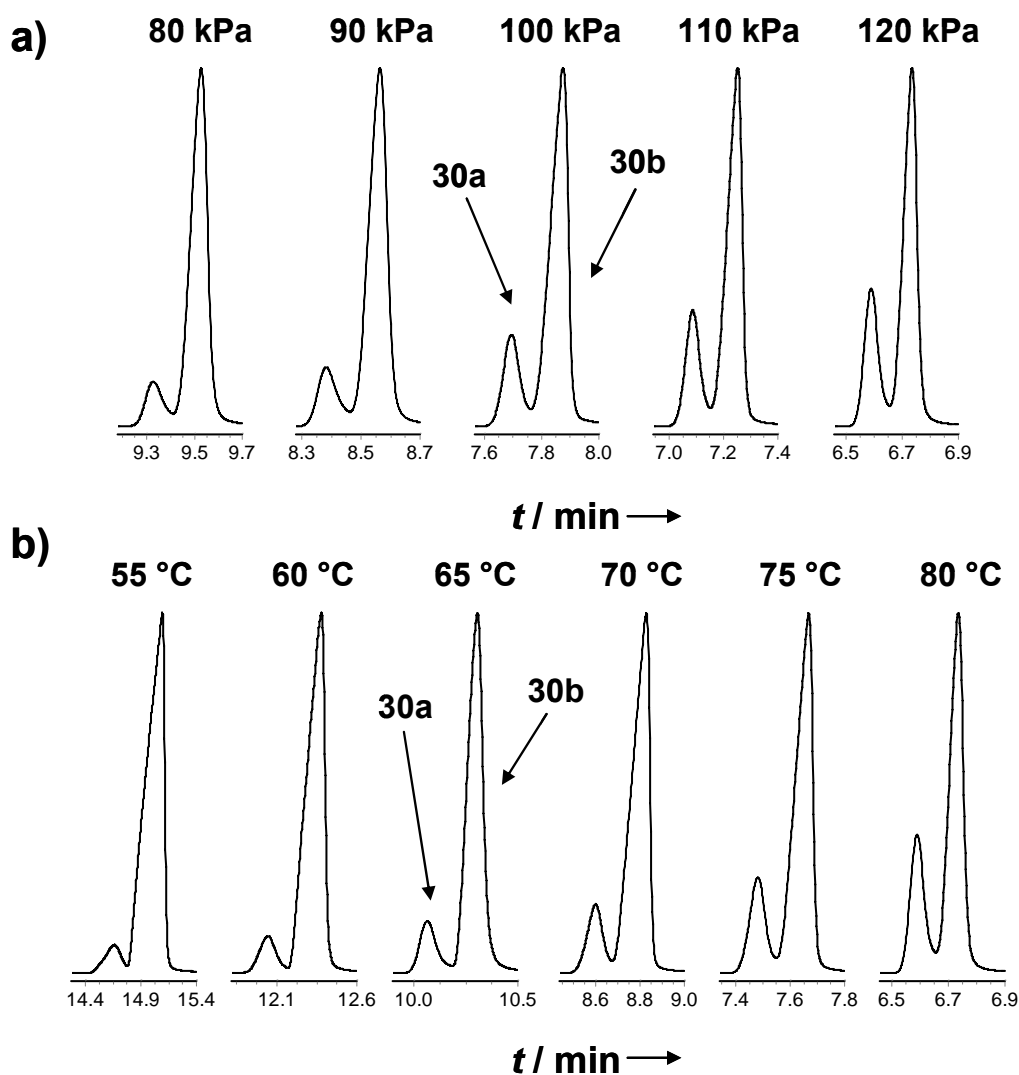 a)
80 kPa 90 kPa 100 kPa 110 kPa 120 kPa
30a 30b
9.3 9.5 9.7 8.3 8.5 8.7 7.6 7.8 8.0 7.0 7.2 7.4 6.5 6.7 6.9
t / min
b)
55 °C 60 °C 65 °C 70 °C 75 °C 80 °C
30a 30b
14.4 14.9 15.4 12.1 12.6 10.0 10.5 8.6 8.8 9.0 7.4 7.6 7.8 6.5 6.7 6.9
t / min